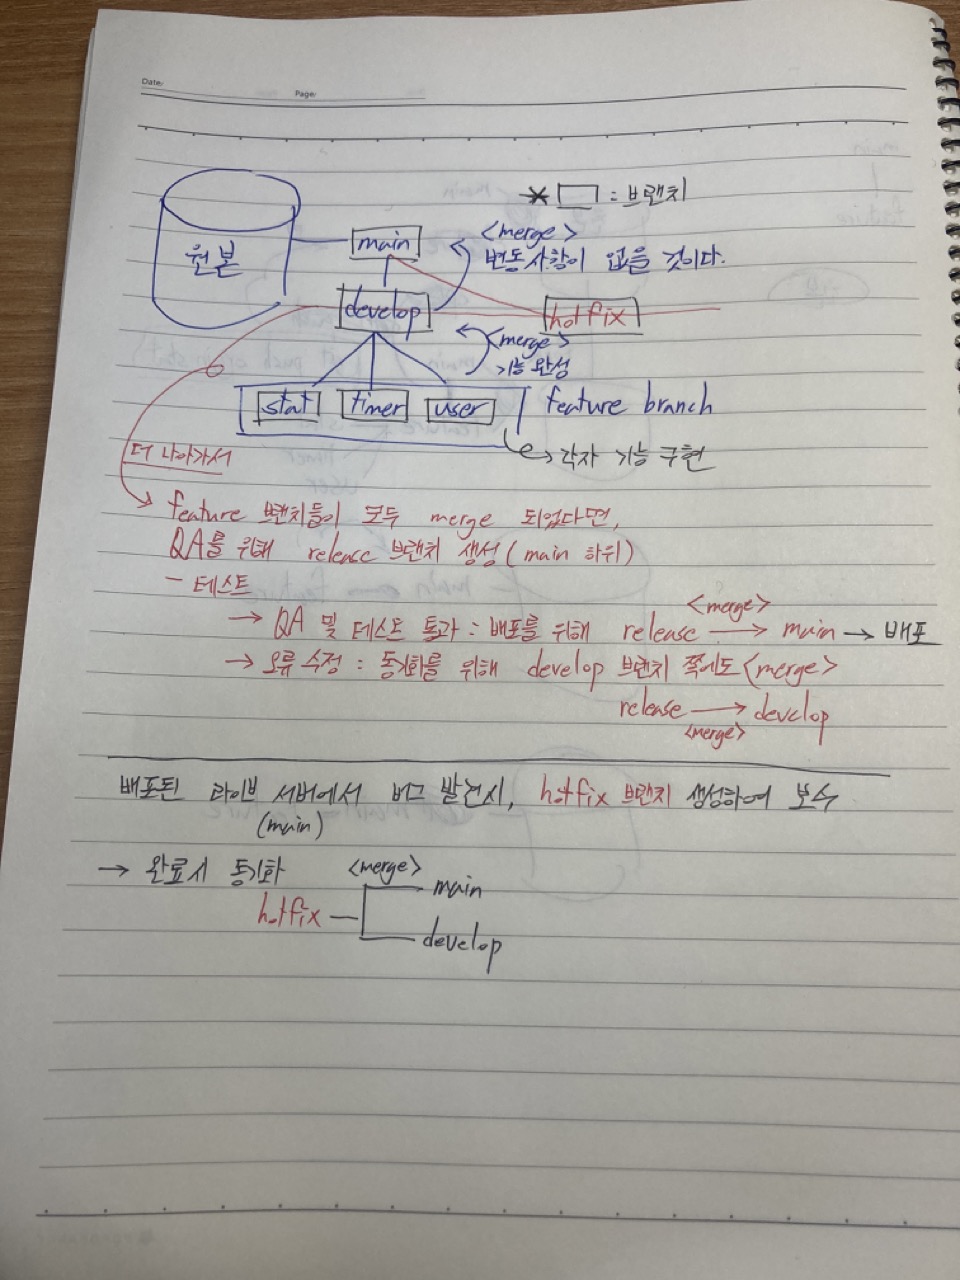 Date:
Page:
* □ : 브랜치
원본
main
<merge>
변동사항이 없을 것이다.
develop
hotfix
<merge>
기능 완성
stat timer user
feature branch
→ 각자 기능 구현
더 나아가서
→ feature 브랜치들이 모두 merge 되었다면,
QA를 위해 release 브랜치 생성 (main 하위)
- 테스트
<merge>
→ QA 및 테스트 통과 : 배포를 위해 release → main → 배포
→ 오류 수정 : 동기화를 위해 develop 브랜치 쪽에도 <merge>
release → develop
<merge>
배포된 라이브 서버에서 버그 발견시, hotfix 브랜치 생성하여 보수
(main)
→ 완료시 동기화 <merge>
main
hotfix
develop